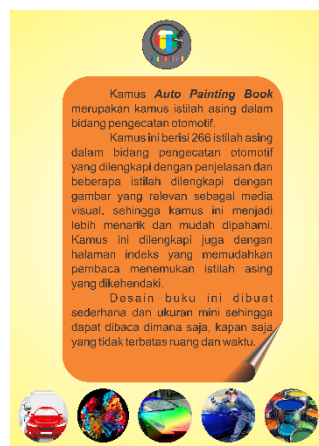 Kamus Auto Painting Book
merupakan kamus istilah asing dalam
bidang pengecatan otomotif.
Kamus ini berisi 266 istilah asing
dalam bidang pengecatan otomotif
yang dilengkapi dengan penjelasan dan
beberapa istilah dilengkapi dengan
gambar yang relevan sebagai media
visual, sehingga kamus ini menjadi
lebih menarik dan mudah dipahami.
Kamus ini dilengkapi juga dengan
halaman indeks yang memudahkan
pembaca menemukan istilah asing
yang dikehendaki.
Desain buku ini dibuat
sederhana dan ukuran mini sehingga
dapat dibaca dimana saja, kapan saja
yang tidak terbatas ruang dan waktu.